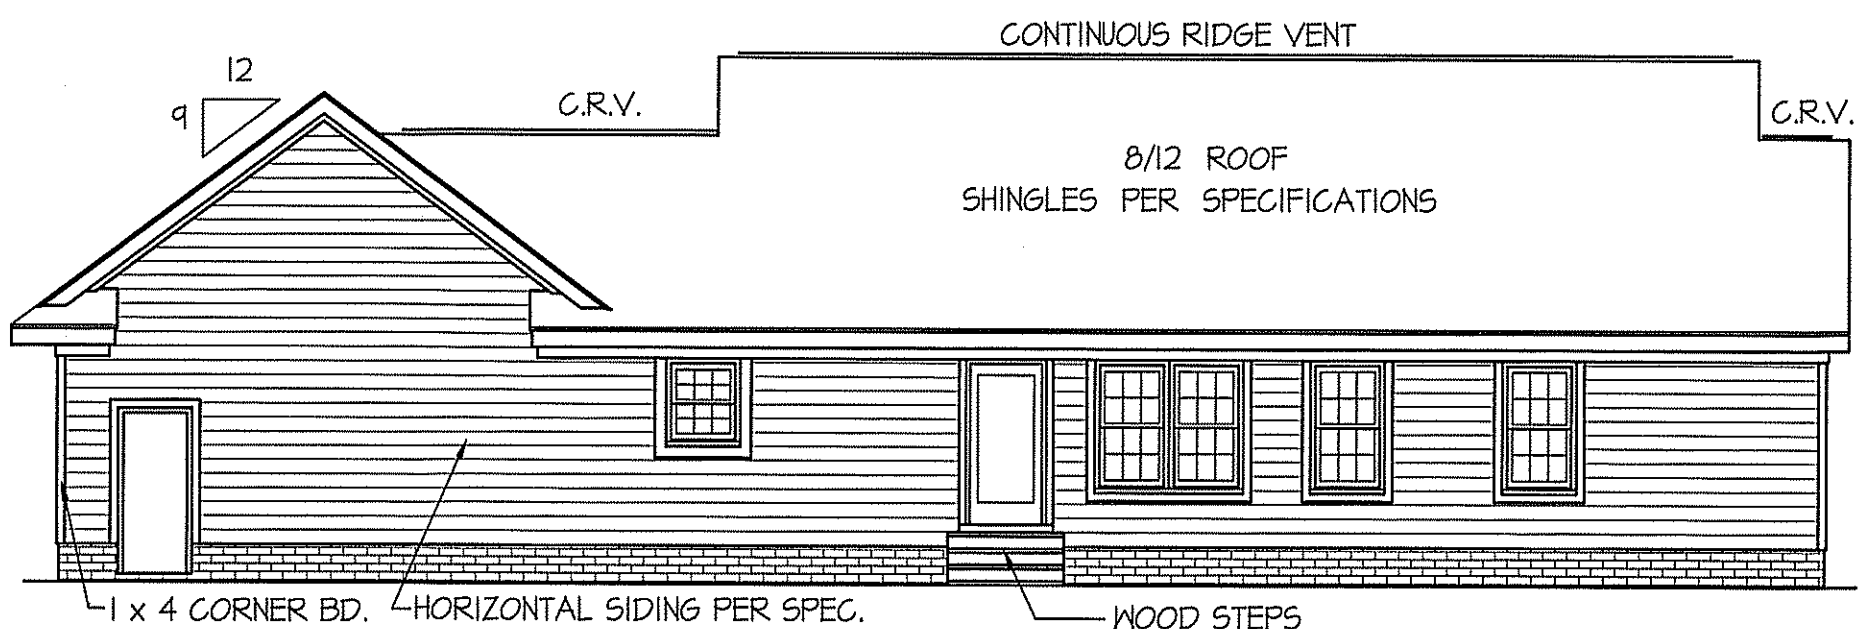 CONTINUOUS RIDGE VENT
12
9
C.R.V.
C.R.V.
8/12 ROOF
SHINGLES PER SPECIFICATIONS
1 x 4 CORNER BD.
HORIZONTAL SIDING PER SPEC.
WOOD STEPS